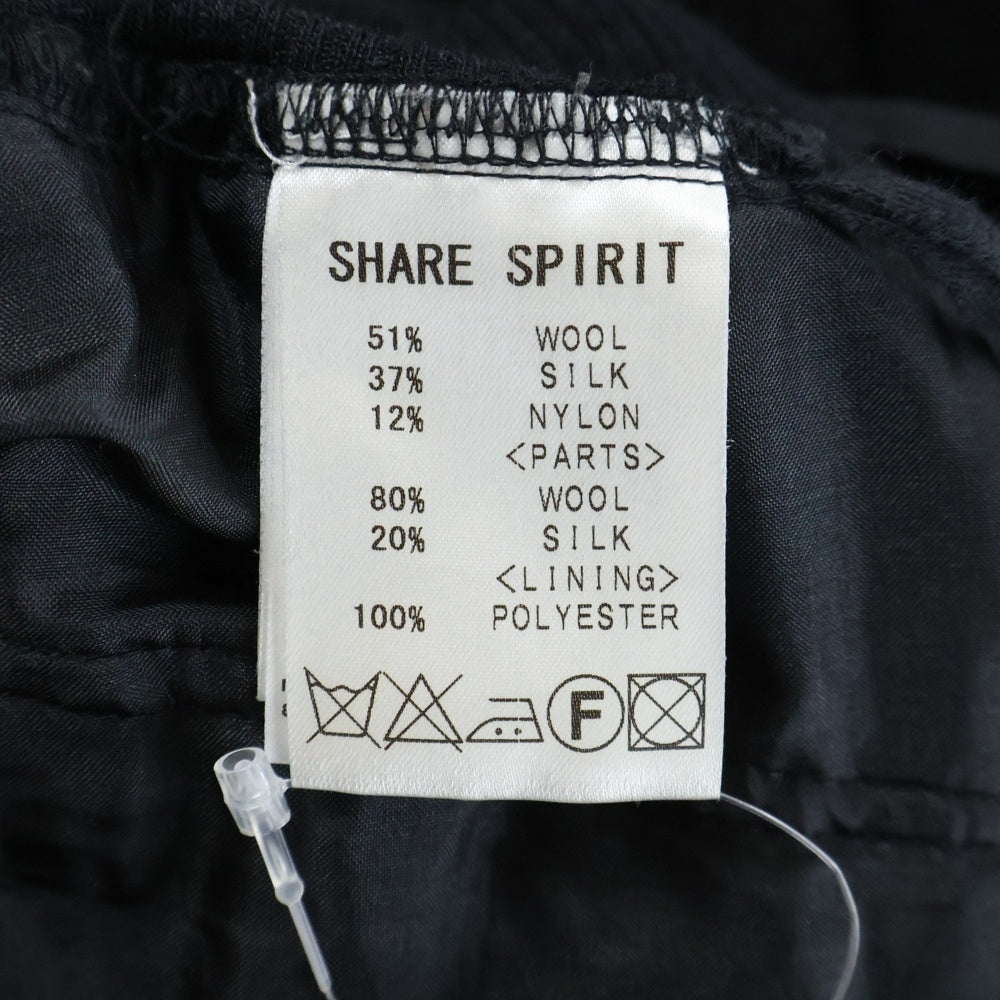 SHARE SPIRIT
51% WOOL
37% SILK
12% NYLON
<PARTS>
80% WOOL
20% SILK
<LINING>
100% POLYESTER
F